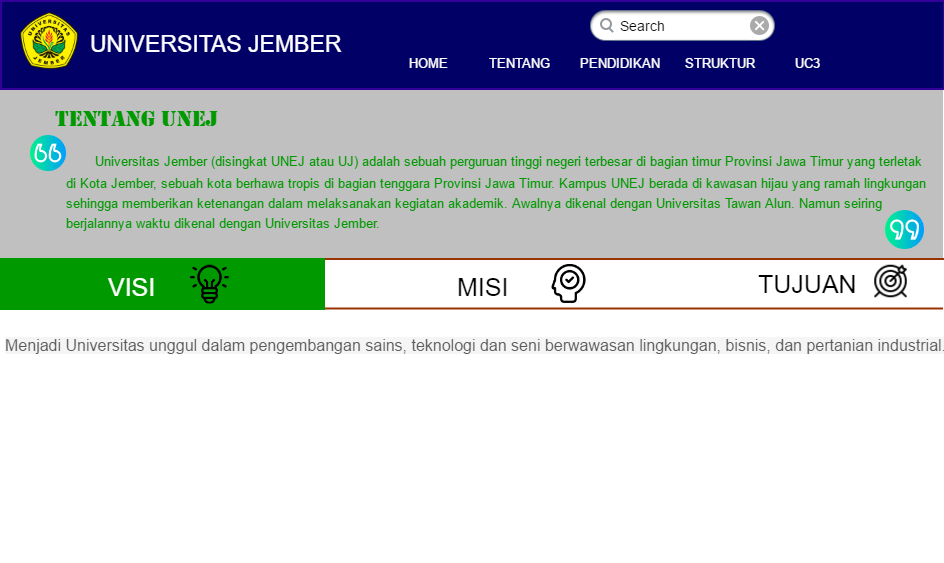 UNIVERSITAS
JEMBER
UNIVERSITAS JEMBER
Search
HOME TENTANG PENDIDIKAN STRUKTUR UC3
TENTANG UNEJ
Universitas Jember (disingkat UNEJ atau UJ) adalah sebuah perguruan tinggi negeri terbesar di bagian timur Provinsi Jawa Timur yang terletak
di Kota Jember, sebuah kota berhawa tropis di bagian tenggara Provinsi Jawa Timur. Kampus UNEJ berada di kawasan hijau yang ramah lingkungan
sehingga memberikan ketenangan dalam melaksanakan kegiatan akademik. Awalnya dikenal dengan Universitas Tawan Alun. Namun seiring
berjalannya waktu dikenal dengan Universitas Jember.
VISI MISI TUJUAN
Menjadi Universitas unggul dalam pengembangan sains, teknologi dan seni berwawasan lingkungan, bisnis, dan pertanian industrial.